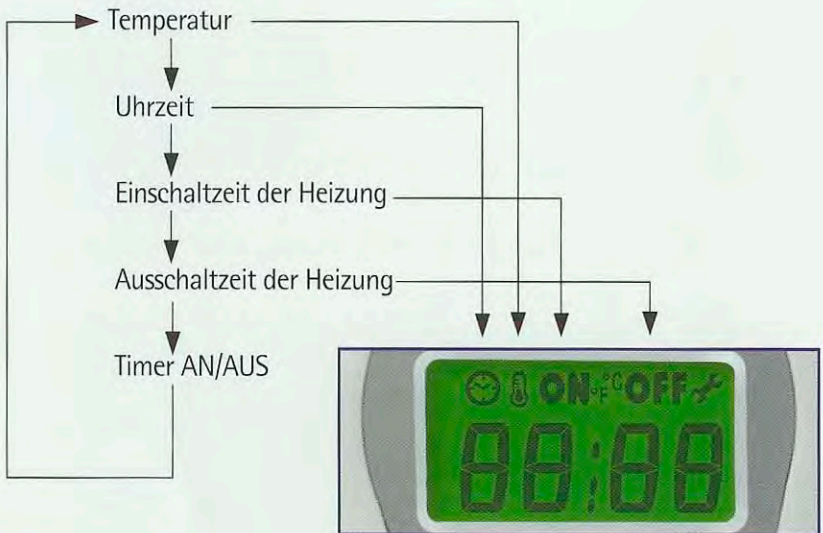 Temperatur
Uhrzeit
Einschaltzeit der Heizung
Ausschaltzeit der Heizung
Timer AN/AUS
ON °F °C OFF
88:88